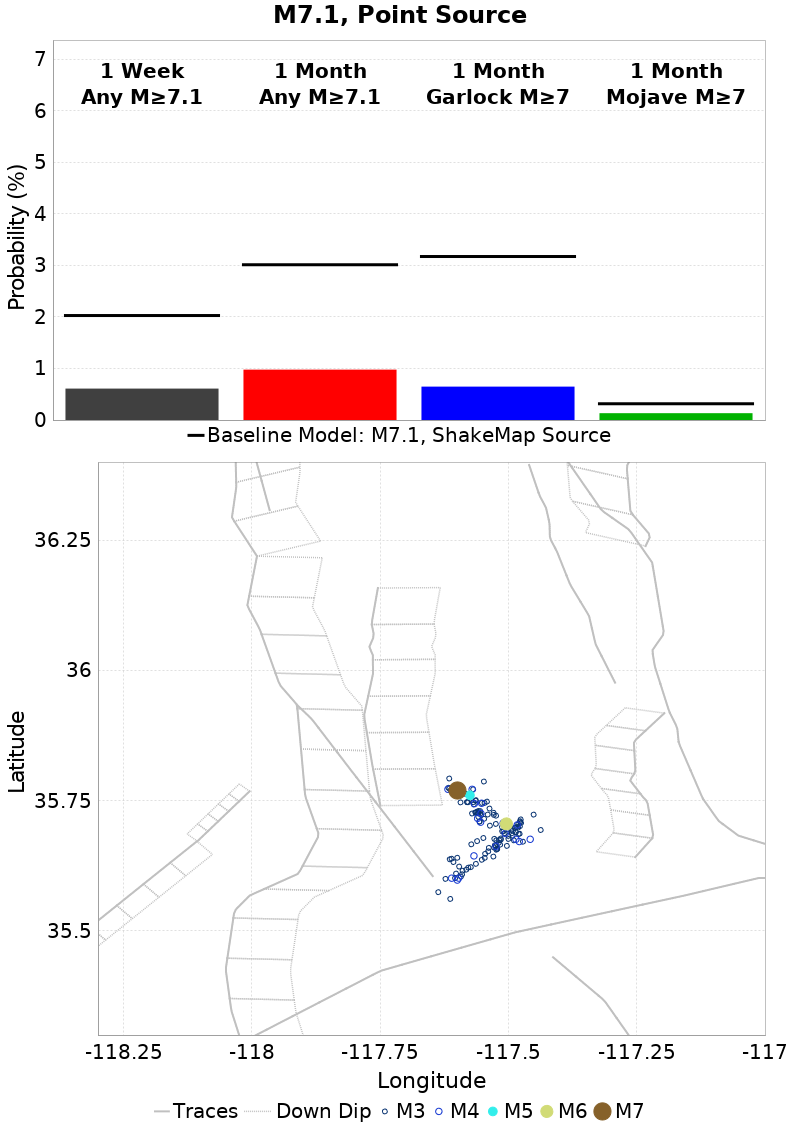 M7.1, Point Source
1 Week 1 Month 1 Month 1 Month
Any M≥7.1 Any M≥7.1 Garlock M≥7 Mojave M≥7
Probability (%)
7
6
5
4
3
2
1
0
Baseline Model: M7.1, ShakeMap Source
Latitude
36.25
36
35.75
35.5
-118.25 -118 -117.75 -117.5 -117.25 -117
Longitude
Traces Down Dip M3 M4 M5 M6 M7